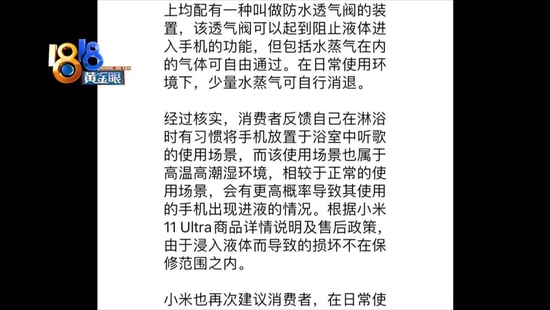 上均配有一种叫做防水透气阀的装
置，该透气阀可以起到阻止液体进
入手机的功能，但包括水蒸气在内
的气体可自由通过。在日常使用环
境下，少量水蒸气可自行消退。
经过核实，消费者反馈自己在淋浴
时有习惯将手机放置于浴室中听歌
的使用场景，而该使用场景也属于
高温高潮湿环境，相较于正常的使
用场景，会有更高概率导致其使用
的手机出现进液的情况。根据小米
11 Ultra商品详情说明及售后政策，
由于浸入液体而导致的损坏不在保
修范围之内。
小米也再次建议消费者，在日常使
1818
黄金眼